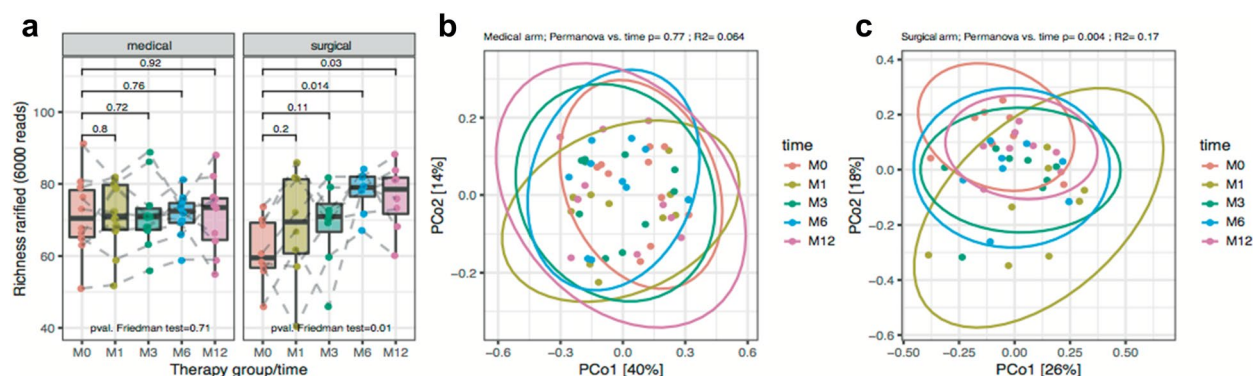 a
medical
surgical
0.92
0.76
0.72
0.8
0.03
0.014
0.11
0.2
Richness rarified (6000 reads)
100
80
60
40
pval. Friedman test=0.71
pval. Friedman test=0.01
M0 M1 M3 M6 M12
M0 M1 M3 M6 M12
Therapy group/time
b
Medical arm; Permanova vs. time p= 0.77 ; R2= 0.064
PCo2 [14%]
0.2
0.0
−0.2
−0.6 −0.3 0.0 0.3 0.6
PCo1 [40%]
time
M0
M1
M3
M6
M12
c
Surgical arm; Permanova vs. time p= 0.004 ; R2= 0.17
PCo2 [18%]
0.4
0.2
0.0
−0.2
−0.4
−0.6
−0.50 −0.25 0.00 0.25 0.50
PCo1 [26%]
time
M0
M1
M3
M6
M12